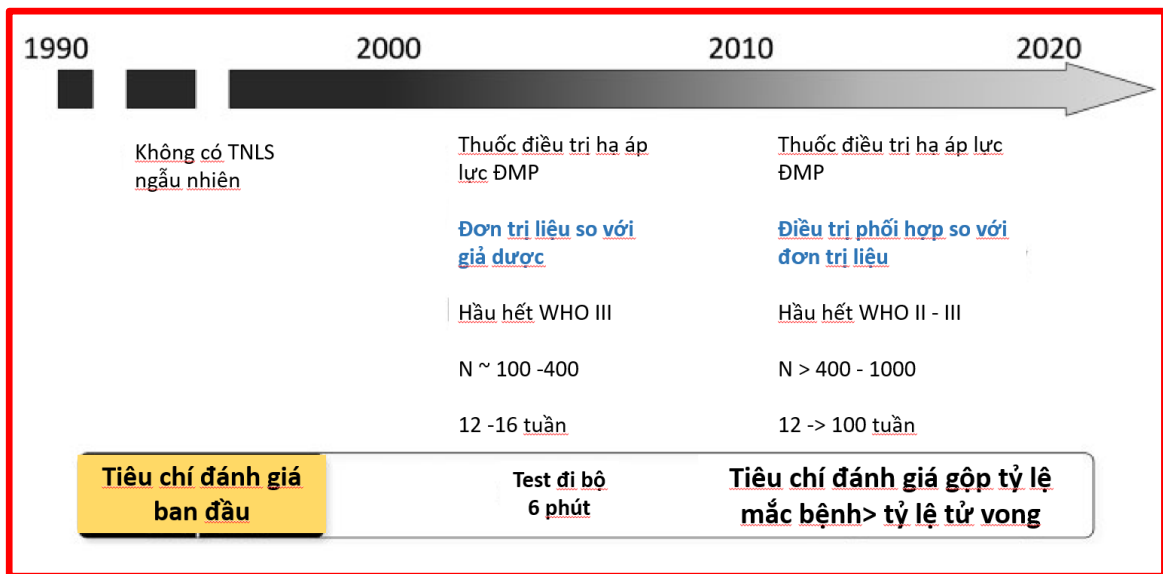 1990
2000
2010
2020
Không có TNLS
ngẫu nhiên
Thuốc điều trị hạ áp
lực ĐMP
Đơn trị liệu so với
giả dược
Hầu hết WHO III
N ~ 100 -400
12 -16 tuần
Thuốc điều trị hạ áp lực
ĐMP
Điều trị phối hợp so với
đơn trị liệu
Hầu hết WHO II - III
N > 400 - 1000
12 -> 100 tuần
Tiêu chí đánh giá
ban đầu
Test đi bộ
6 phút
Tiêu chí đánh giá gộp tỷ lệ
mắc bệnh> tỷ lệ tử vong